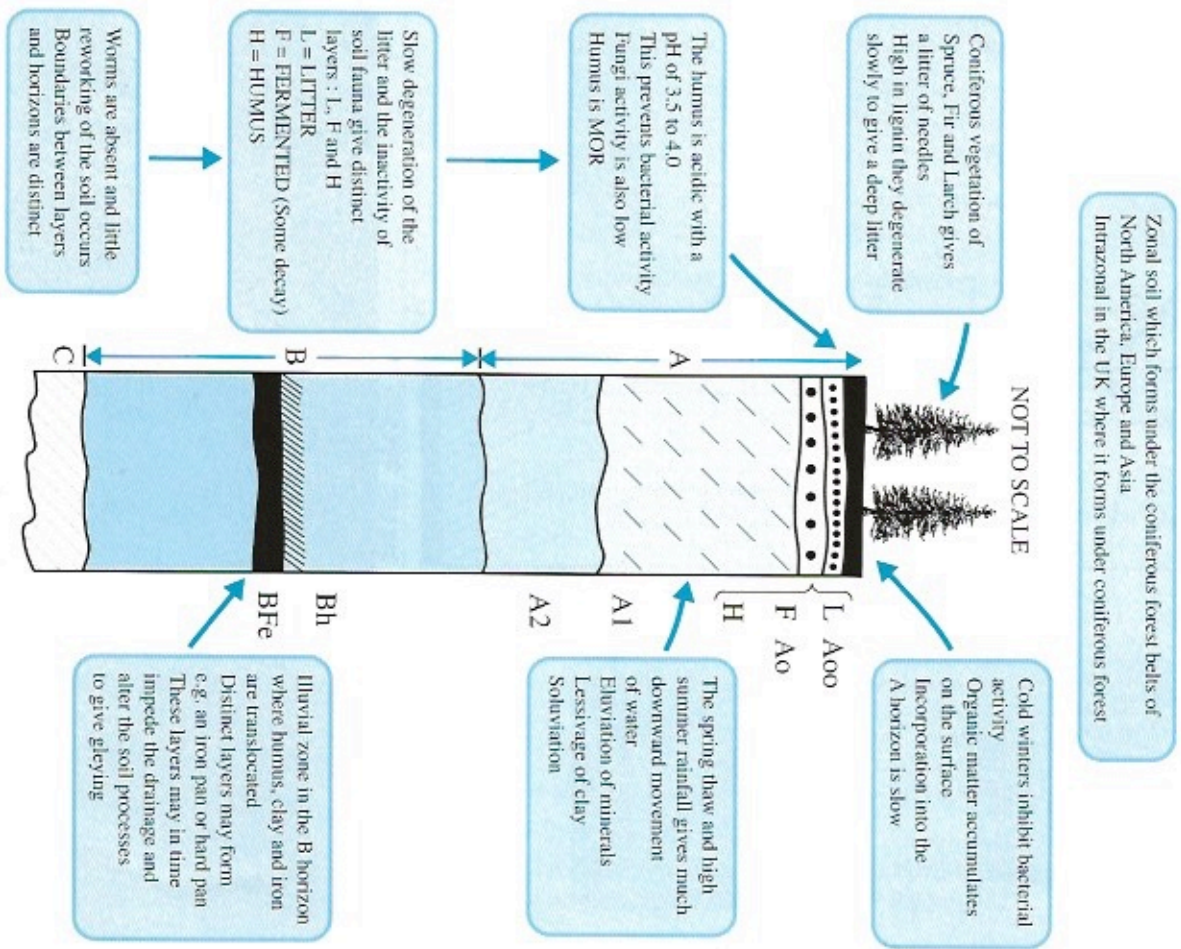 Zonal soil which forms under the coniferous forest belts of
North America, Europe and Asia
Intrazonal in the UK where it forms under coniferous forest
NOT TO SCALE
Coniferous vegetation of
Spruce, Fir and Larch gives
a litter of needles
High in lignin they degenerate
slowly to give a deep litter
The humus is acidic with a
pH of 3.5 to 4.0
This prevents bacterial activity
Fungi activity is also low
Humus is MOR
Slow degeneration of the
litter and the inactivity of
soil fauna give distinct
layers : L, F and H
L = LITTER
F = FERMENTED (Some decay)
H = HUMUS
Worms are absent and little
reworking of the soil occurs
Boundaries between layers
and horizons are distinct
A
B
C
L Aoo
F Ao
H
A1
A2
Bh
BFe
Cold winters inhibit bacterial
activity
Organic matter accumulates
on the surface
Incorporation into the
A horizon is slow
The spring thaw and high
summer rainfall gives much
downward movement
of water
Eluviation of minerals
Lessivage of clay
Soluviation
Illuvial zone in the B horizon
where humus, clay and iron
are translocated
Distinct layers may form
e.g. an iron pan or hard pan
These layers may in time
impede the drainage and
alter the soil processes
to give gleying